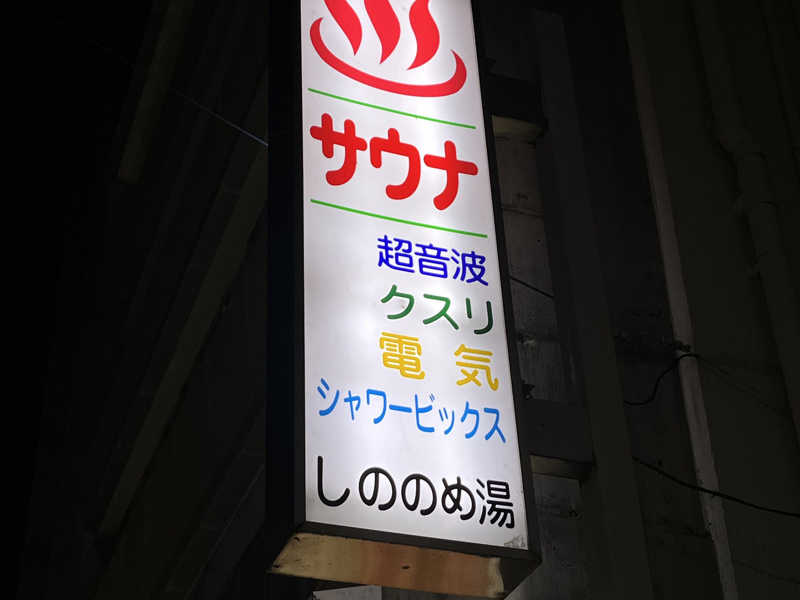 サウナ
超音波
クスリ
電気
シャワービックス
しののめ湯